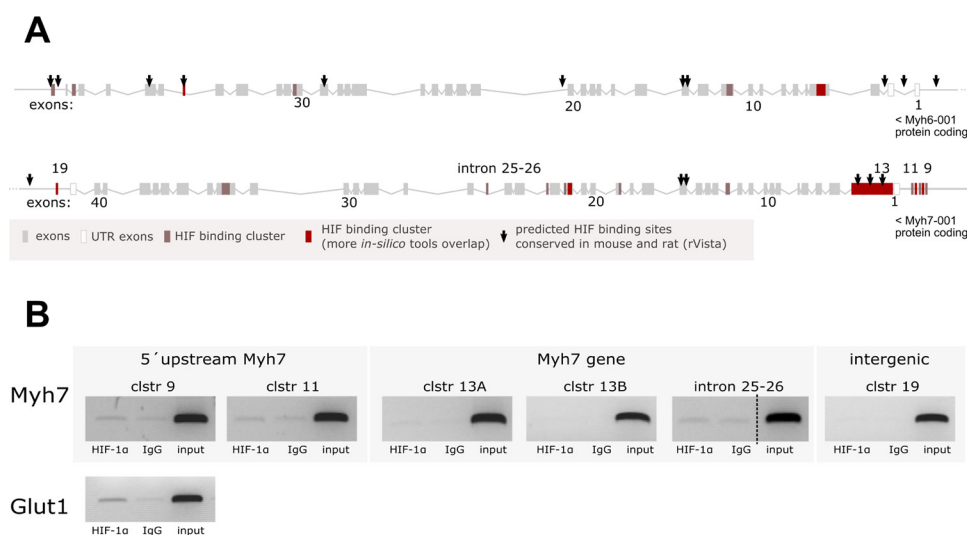 A
exons:
30
20
10
1
< Myh6-001
protein coding
19
intron 25-26
13
11
9
exons:
40
30
20
10
1
< Myh7-001
protein coding
exons
UTR exons
HIF binding cluster
HIF binding cluster
(more in-silico tools overlap)
predicted HIF binding sites
conserved in mouse and rat (rVista)
B
5´upstream Myh7
Myh7 gene
intergenic
Myh7
clstr 9
clstr 11
clstr 13A
clstr 13B
intron 25-26
clstr 19
HIF-1α IgG input
HIF-1α IgG input
HIF-1α IgG input
HIF-1α IgG input
HIF-1α IgG input
HIF-1α IgG input
Glut1
HIF-1α IgG input